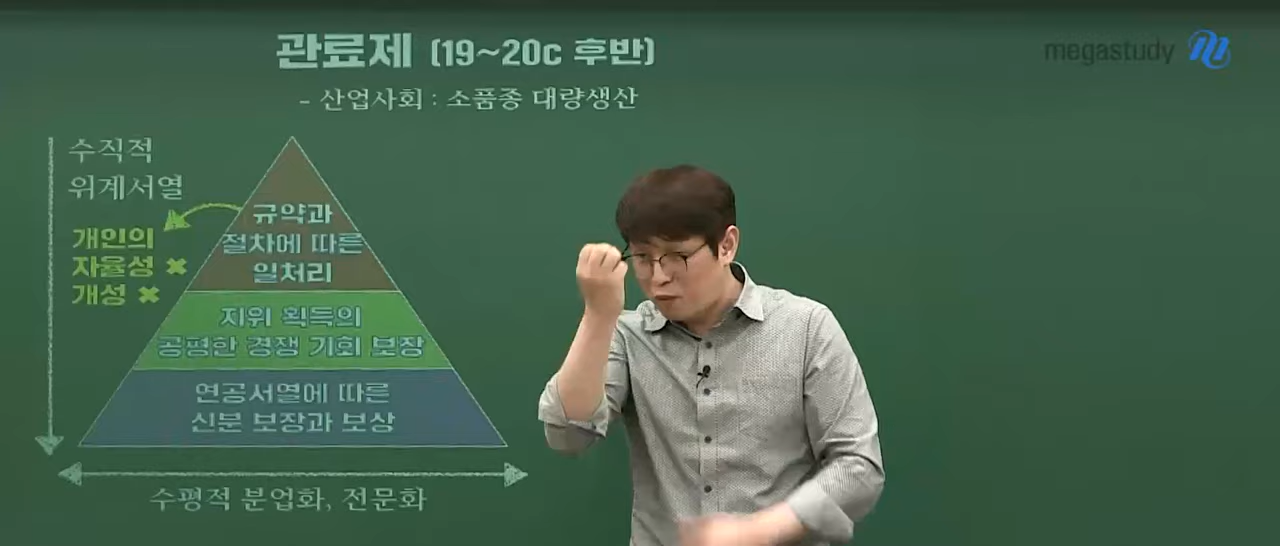 관료제 (19~20c 후반)
megastudy
- 산업사회 : 소품종 대량생산
수직적
위계서열
개인의
자율성 ✖
개성 ✖
규약과
절차에 따른
일처리
지위 획득의
공평한 경쟁 기회 보장
연공서열에 따른
신분 보장과 보상
수평적 분업화, 전문화